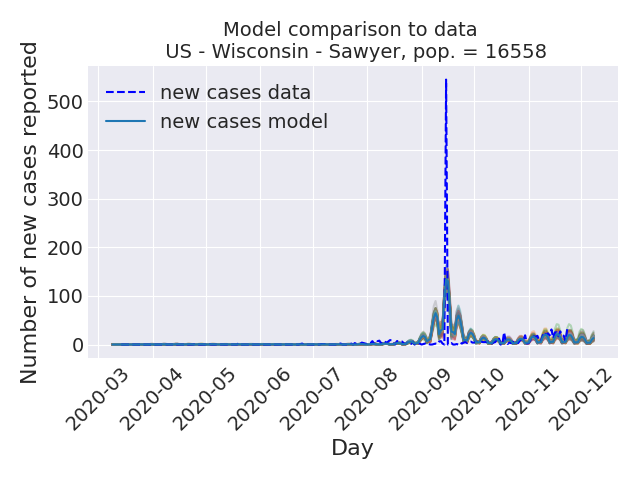 Model comparison to data
US - Wisconsin - Sawyer, pop. = 16558
Number of new cases reported
new cases data
new cases model
500
400
300
200
100
0
2020-03
2020-04
2020-05
2020-06
2020-07
2020-08
2020-09
2020-10
2020-11
2020-12
Day